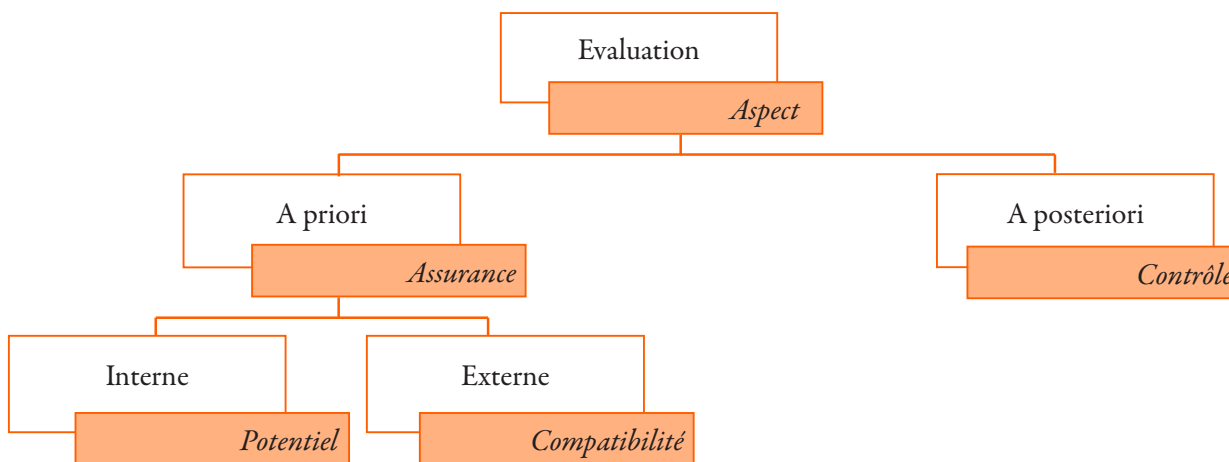 Evaluation
Aspect
A priori
Assurance
A posteriori
Contrôle
Interne
Potentiel
Externe
Compatibilité